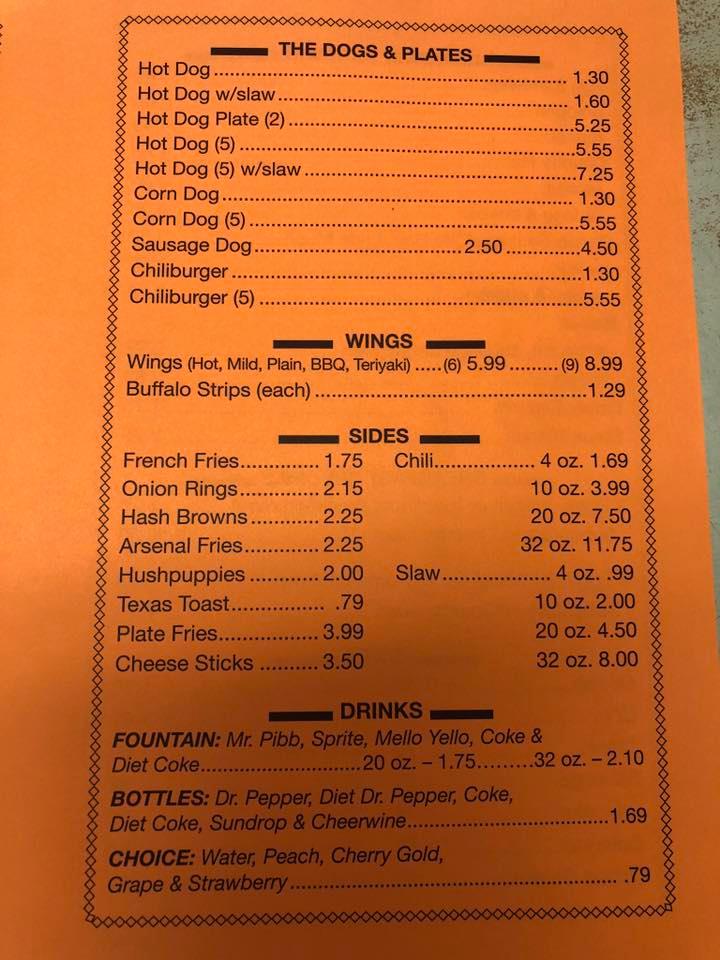 THE DOGS & PLATES
Hot Dog................................................................ 1.30
Hot Dog w/slaw.................................................... 1.60
Hot Dog Plate (2)...................................................5.25
Hot Dog (5)............................................................5.55
Hot Dog (5) w/slaw.................................................7.25
Corn Dog................................................................ 1.30
Corn Dog (5)...........................................................5.55
Sausage Dog.....................................2.50.............4.50
Chiliburger..............................................................1.30
Chiliburger (5).........................................................5.55
WINGS
Wings (Hot, Mild, Plain, BBQ, Teriyaki).....(6) 5.99......... (9) 8.99
Buffalo Strips (each)................................................1.29
SIDES
French Fries.............. 1.75 Chili.................. 4 oz. 1.69
Onion Rings.............. 2.15 10 oz. 3.99
Hash Browns............ 2.25 20 oz. 7.50
Arsenal Fries............. 2.25 32 oz. 11.75
Hushpuppies............ 2.00 Slaw................... 4 oz. .99
Texas Toast............... .79 10 oz. 2.00
Plate Fries................. 3.99 20 oz. 4.50
Cheese Sticks.......... 3.50 32 oz. 8.00
DRINKS
FOUNTAIN: Mr. Pibb, Sprite, Mello Yello, Coke &
Diet Coke...........................20 oz. – 1.75.........32 oz. – 2.10
BOTTLES: Dr. Pepper, Diet Dr. Pepper, Coke,
Diet Coke, Sundrop & Cheerwine...................................1.69
CHOICE: Water, Peach, Cherry Gold,
Grape & Strawberry........................................................ .79